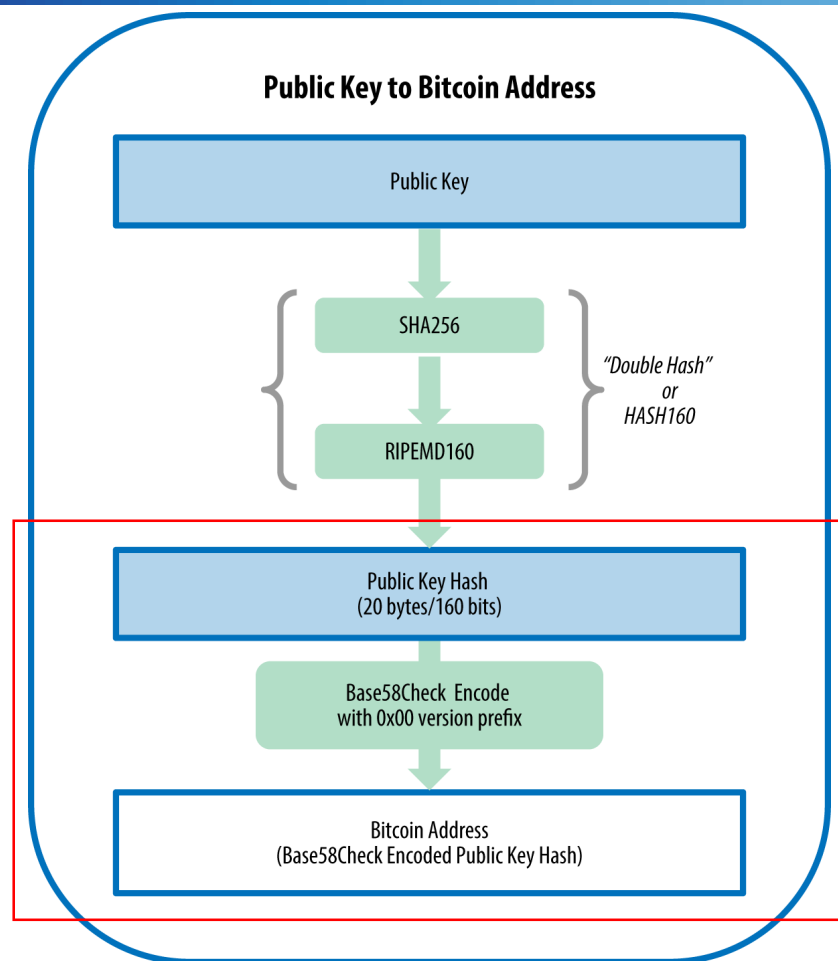 Public Key to Bitcoin Address
Public Key
SHA256
“Double Hash”
or
HASH160
RIPEMD160
Public Key Hash
(20 bytes/160 bits)
Base58Check Encode
with 0x00 version prefix
Bitcoin Address
(Base58Check Encoded Public Key Hash)